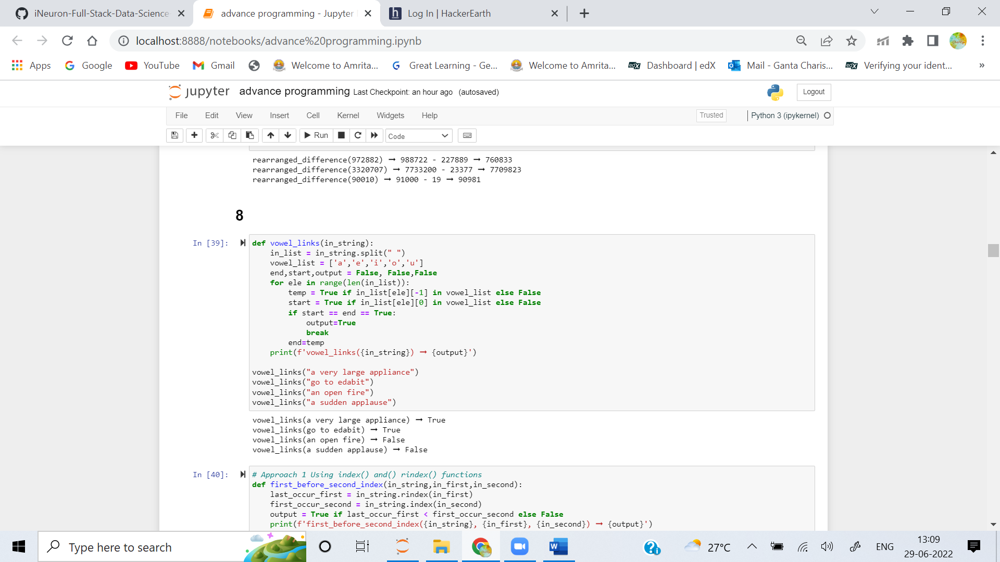 iNeuron-Full-Stack-Data-Science
advance programming - Jupyter
Log In | HackerEarth
localhost:8888/notebooks/advance%20programming.ipynb
Apps
Google
YouTube
Gmail
Welcome to Amrita...
Great Learning - Ge...
Welcome to Amrita...
Dashboard | edX
Mail - Ganta Charis...
Verifying your ident...
»
jupyter advance programming Last Checkpoint: an hour ago (autosaved)
Logout
File Edit View Insert Cell Kernel Widgets Help
Trusted
Python 3 (ipykernel)
Run
Code
rearranged_difference(972882) ➞ 988722 - 227889 ➞ 760833
rearranged_difference(3320707) ➞ 7733200 - 23377 ➞ 7709823
rearranged_difference(90010) ➞ 91000 - 19 ➞ 90981
8
In [39]:
def vowel_links(in_string):
    in_list = in_string.split(" ")
    vowel_list = ['a','e','i','o','u']
    end,start,output = False, False,False
    for ele in range(len(in_list)):
        temp = True if in_list[ele][-1] in vowel_list else False
        start = True if in_list[ele][0] in vowel_list else False
        if start == end == True:
            output=True
            break
        end=temp
    print(f'vowel_links({in_string}) ➞ {output}')
vowel_links("a very large appliance")
vowel_links("go to edabit")
vowel_links("an open fire")
vowel_links("a sudden applause")
vowel_links(a very large appliance) ➞ True
vowel_links(go to edabit) ➞ True
vowel_links(an open fire) ➞ False
vowel_links(a sudden applause) ➞ False
In [40]:
# Approach 1 Using index() and() rindex() functions
def first_before_second_index(in_string,in_first,in_second):
    last_occur_first = in_string.rindex(in_first)
    first_occur_second = in_string.index(in_second)
    output = True if last_occur_first < first_occur_second else False
    print(f'first_before_second_index({in_string}, {in_first}, {in_second}) ➞ {output}')
Type here to search
27°C
ENG
13:09
29-06-2022